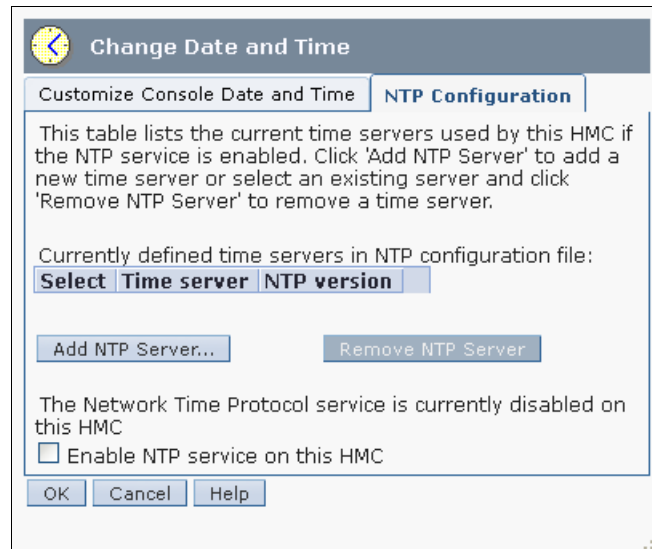 Change Date and Time
Customize Console Date and Time
NTP Configuration
This table lists the current time servers used by this HMC if
the NTP service is enabled. Click 'Add NTP Server' to add a
new time server or select an existing server and click
'Remove NTP Server' to remove a time server.
Currently defined time servers in NTP configuration file:
Select Time server NTP version
Add NTP Server... Remove NTP Server
The Network Time Protocol service is currently disabled on
this HMC
Enable NTP service on this HMC
OK Cancel Help